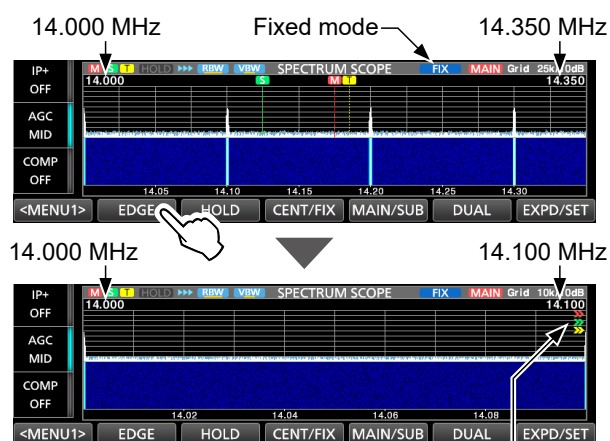 14.000 MHz Fixed mode 14.350 MHz
IP+ M S T HOLD RBW VBW SPECTRUM SCOPE FIX MAIN Grid 25k/10dB
OFF 14.000 S M T 14.350
AGC
MID
COMP
OFF
14.05 14.10 14.15 14.20 14.25 14.30
<MENU1> EDGE HOLD CENT/FIX MAIN/SUB DUAL EXPD/SET
14.000 MHz 14.100 MHz
IP+ M S T HOLD RBW VBW SPECTRUM SCOPE FIX MAIN Grid 10k/10dB
OFF 14.000 14.100
AGC
MID
COMP
OFF
14.02 14.04 14.06 14.08
<MENU1> EDGE HOLD CENT/FIX MAIN/SUB DUAL EXPD/SET